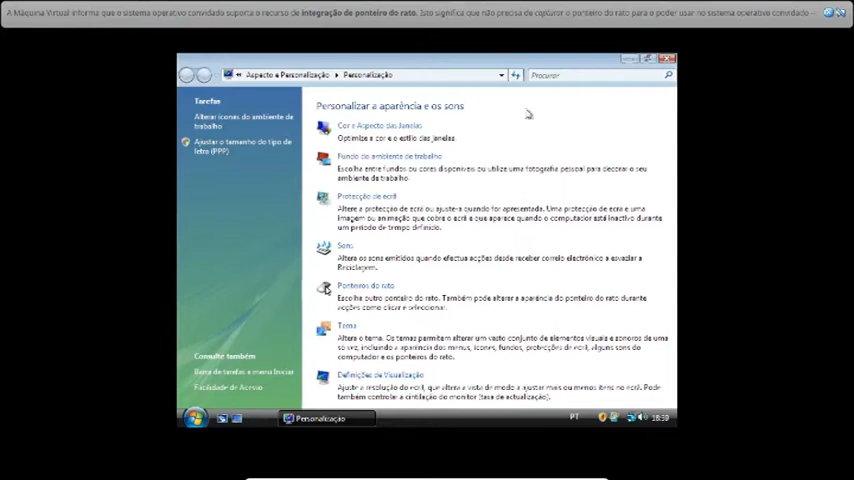 A Máquina Virtual informa que o sistema operativo convidado suporta o recurso de integração de ponteiro do rato. Isto significa que não precisa de capturar o ponteiro do rato para o poder usar no sistema operativo convidado -
Aspecto e Personalização ▸ Personalização
Procurar
Tarefas
Alterar ícones do ambiente de
trabalho
Ajustar o tamanho do tipo de
letra (PPP)
Personalizar a aparência e os sons
Cor e Aspecto das Janelas
Optimize a cor e o estilo das janelas.
Fundo do ambiente de trabalho
Escolha entre fundos ou cores disponíveis ou utilize uma fotografia pessoal para decorar o seu
ambiente de trabalho.
Protecção de ecrã
Altere a protecção de ecrã ou ajuste-a quando for apresentada. Uma protecção de ecrã é uma
imagem ou animação que cobre o ecrã e que aparece quando o computador está inactivo durante
um período de tempo definido.
Sons
Altera os sons emitidos quando efectua acções desde receber correio electrónico a esvaziar a
Reciclagem.
Ponteiros do rato
Escolha outro ponteiro do rato. Também pode alterar a aparência do ponteiro do rato durante
acções como clicar e seleccionar.
Tema
Altera o tema. Os temas permitem alterar um vasto conjunto de elementos visuais e sonoros de uma
só vez, incluindo a aparência dos menus, ícones, fundos, protecções de ecrã, alguns sons do
computador e os ponteiros do rato.
Definições de Visualização
Ajuste a resolução do ecrã, que altera a vista de modo a ajustar mais ou menos itens no ecrã. Pode
também controlar a cintilação do monitor (taxa de actualização).
Consulte também
Barra de tarefas e menu Iniciar
Facilidade de Acesso
Personalização
PT
18:39